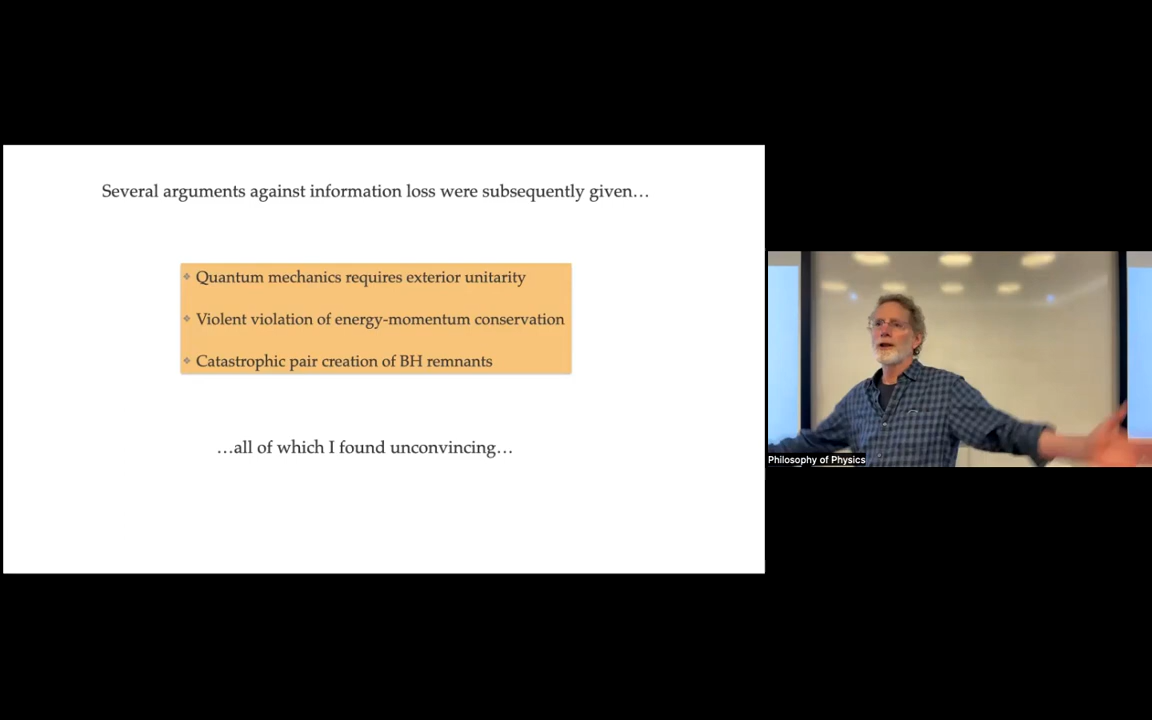 Several arguments against information loss were subsequently given…
Quantum mechanics requires exterior unitarity
Violent violation of energy-momentum conservation
Catastrophic pair creation of BH remnants
…all of which I found unconvincing…
Philosophy of Physics